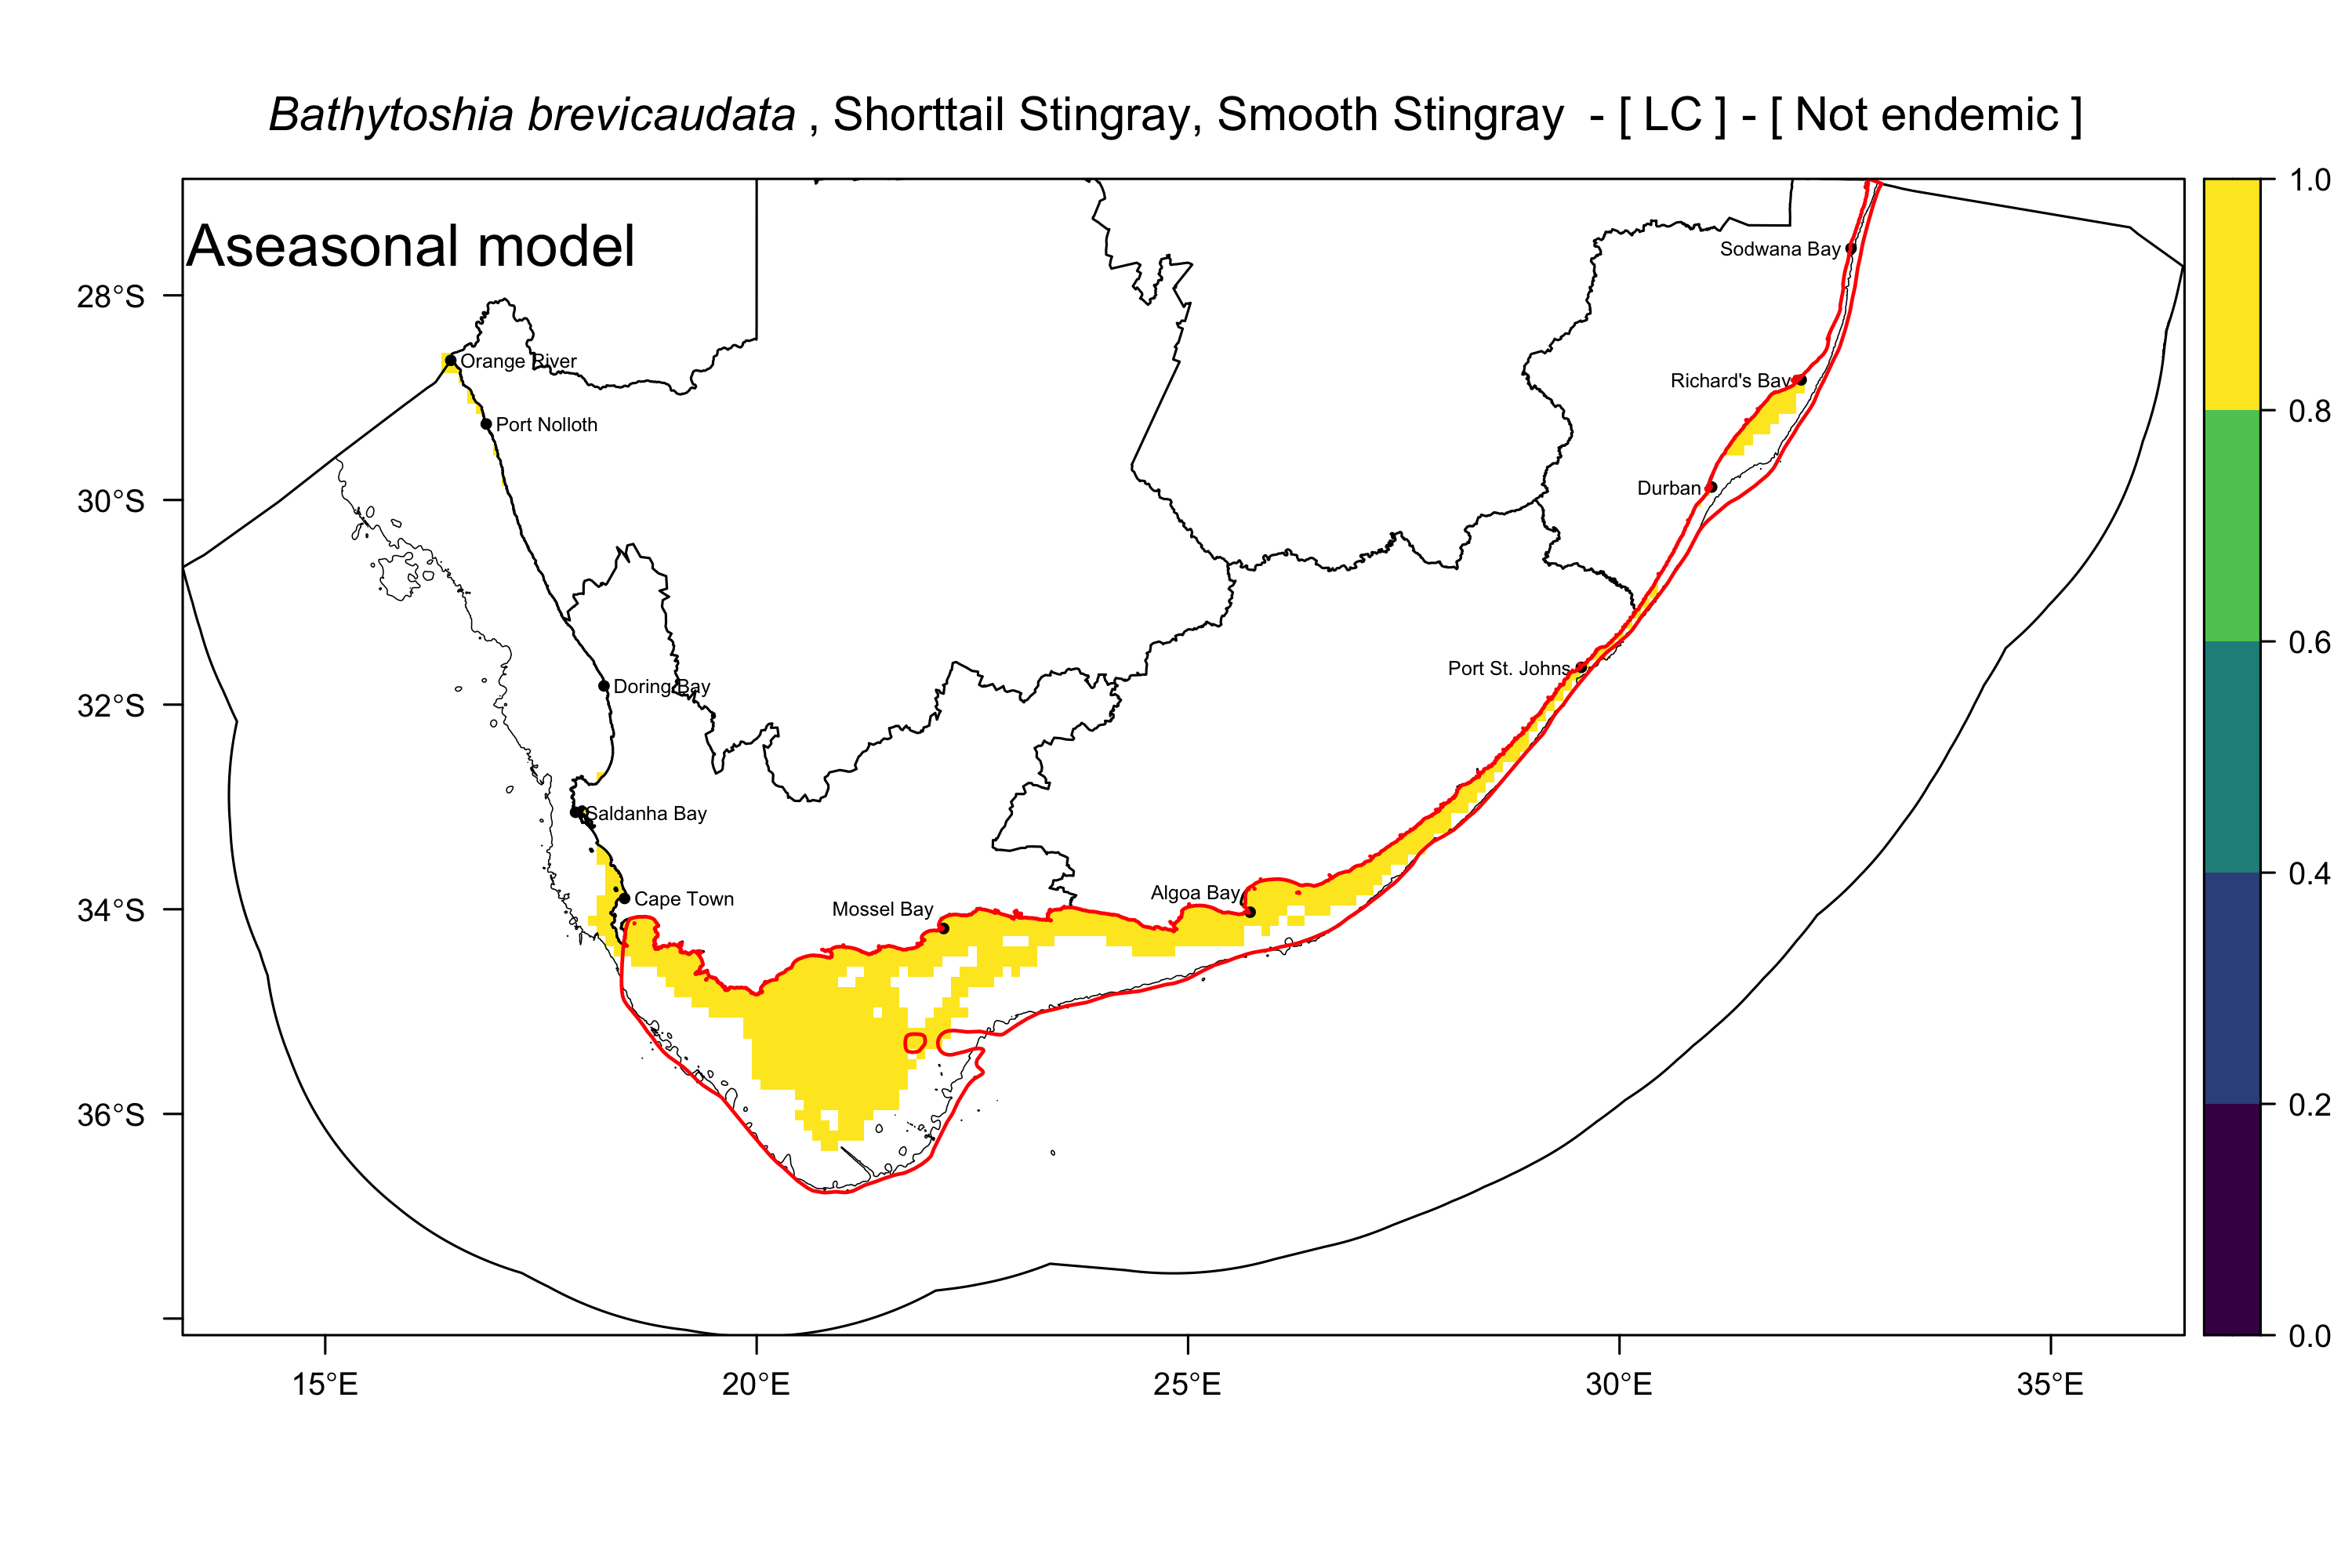 Bathytoshia brevicaudata , Shorttail Stingray, Smooth Stingray - [ LC ] - [ Not endemic ]
Aseasonal model
1.0
0.8
0.6
0.4
0.2
0.0
28°S
30°S
32°S
34°S
36°S
Sodwana Bay
Orange River
Richard's Bay
Port Nolloth
Durban
Port St. Johns
Doring Bay
Saldanha Bay
Algoa Bay
Cape Town
Mossel Bay
15°E
20°E
25°E
30°E
35°E